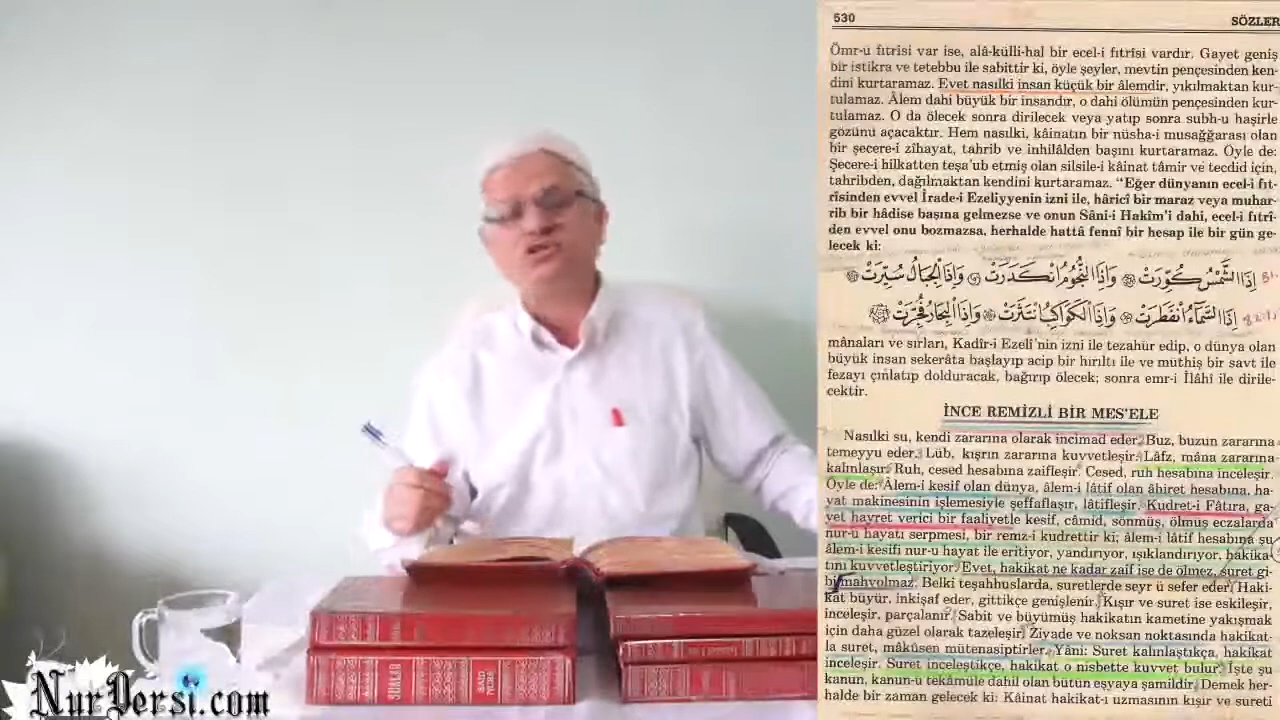 530
SÖZLER
Ömr-ü fıtrîsi var ise, alâ-külli-hal bir ecel-i fıtrîsi vardır. Gayet geniş
bir istikra ve tetebbu ile sabittir ki, öyle şeyler, mevtin pençesinden ken-
dini kurtaramaz. Evet nasılki insan küçük bir âlemdir, yıkılmaktan kur-
tulamaz. Âlem dahi büyük bir insandır, o dahi ölümün pençesinden kur-
tulamaz. O da ölecek sonra dirilecek veya yatıp sonra subh-u haşirle
gözünü açacaktır. Hem nasılki, kâinatın bir nüsha-i musağğarası olan
bir şecere-i zîhayat, tahrib ve inhilâlden başını kurtaramaz. Öyle de:
Şecere-i hilkatten teşa'ub etmiş olan silsile-i kâinat tâmir ve tecdid için,
tahribden, dağılmaktan kendini kurtaramaz. "Eğer dünyanın ecel-i fıt-
rîsinden evvel İrade-i Ezeliyyenin izni ile, hâricî bir maraz veya muhar-
rib bir hâdise başına gelmezse ve onun Sâni-i Hakîm'i dahi, ecel-i fıtrî-
den evvel onu bozmazsa, herhalde hattâ fennî bir hesap ile bir gün ge-
lecek ki:
اِذَا الشَّمْسُ كُوِّرَتْ ۞ وَاِذَا النُّجُومُ انْكَدَرَتْ ۞ وَاِذَا الْجِبَالُ سُيِّرَتْ ۞
اِذَا السَّمَاءُ انْفَطَرَتْ ۞ وَاِذَا الْكَوَاكِبُ انْتَثَرَتْ ۞ وَاِذَا الْبِحَارُ فُجِّرَتْ ۞
mânaları ve sırları, Kadîr-i Ezelî'nin izni ile tezahür edip, o dünya olan
büyük insan sekerâta başlayıp acip bir hırıltı ile ve müthiş bir savt ile
fezayı çınlatıp dolduracak, bağırıp ölecek; sonra emr-i İlâhî ile dirile-
cektir.
İNCE REMİZLİ BİR MES'ELE
Nasılki su, kendi zararına olarak incimad eder. Buz, buzun zararına
temeyyu eder. Lüb, kışrın zararına kuvvetleşir. Lâfz, mâna zararına
kalınlaşır. Ruh, cesed hesabına zaifleşir. Cesed, ruh hesabına inceleşir.
Öyle de: Âlem-i kesif olan dünya, âlem-i lâtif olan âhiret hesabına, ha-
yat makinesinin işlemesiyle şeffaflaşır, lâtifleşir. Kudret-i Fâtıra, ga-
yet hayret verici bir faaliyetle kesif, câmid, sönmüş, ölmüş eczalarda
nur-u hayatı serpmesi, bir remz-i kudrettir ki; âlem-i lâtif hesabına şu
âlem-i kesifi nur-u hayat ile eritiyor, yandırıyor, ışıklandırıyor, hakika-
tını kuvvetleştiriyor. Evet, hakikat ne kadar zaif ise de ölmez, suret gi-
bi mahvolmaz. Belki teşahhuslarda, suretlerde seyr ü sefer eder. Haki-
kat büyür, inkişaf eder, gittikçe genişlenir. Kışır ve suret ise eskileşir,
inceleşir, parçalanır. Sabit ve büyümüş hakikatın kametine yakışmak
için daha güzel olarak tazeleşir. Ziyade ve noksan noktasında hakikat-
la suret, mâkûsen mütenasiptirler. Yâni: Suret kalınlaştıkça, hakikat
inceleşir. Suret inceleştikçe, hakikat o nisbette kuvvet bulur. İşte şu
kanun, kanun-u tekâmüle dahil olan bütün eşyaya şamildir. Demek her-
halde bir zaman gelecek ki: Kâinat hakikat-ı uzmasının kışır ve sureti
NurDersi.com